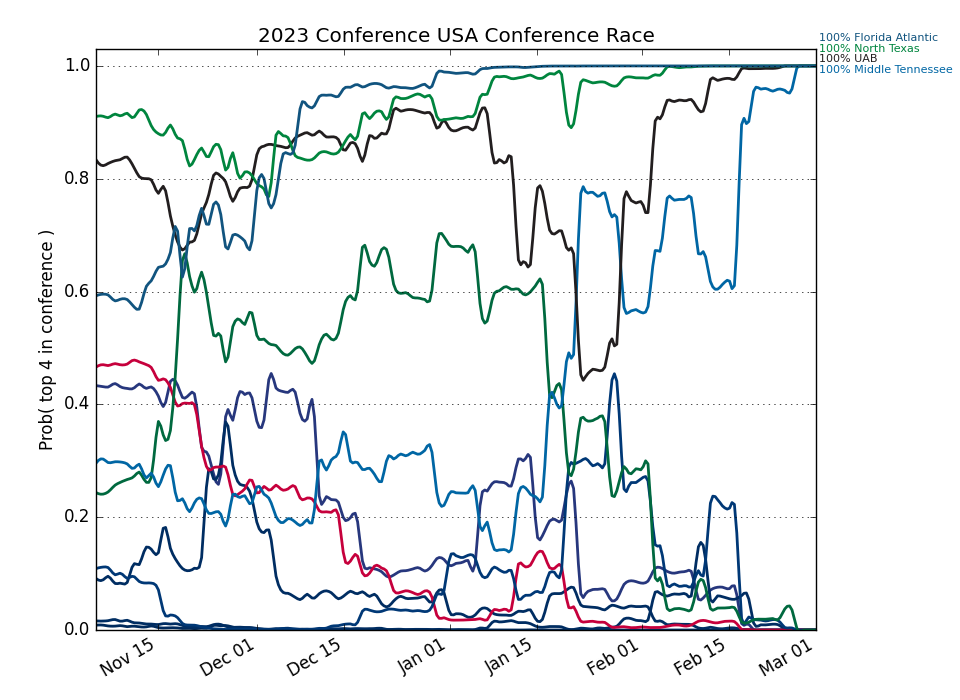 2023 Conference USA Conference Race
100% Florida Atlantic
100% North Texas
100% UAB
100% Middle Tennessee
Prob( top 4 in conference )
1.0
0.8
0.6
0.4
0.2
0.0
Nov 15
Dec 01
Dec 15
Jan 01
Jan 15
Feb 01
Feb 15
Mar 01